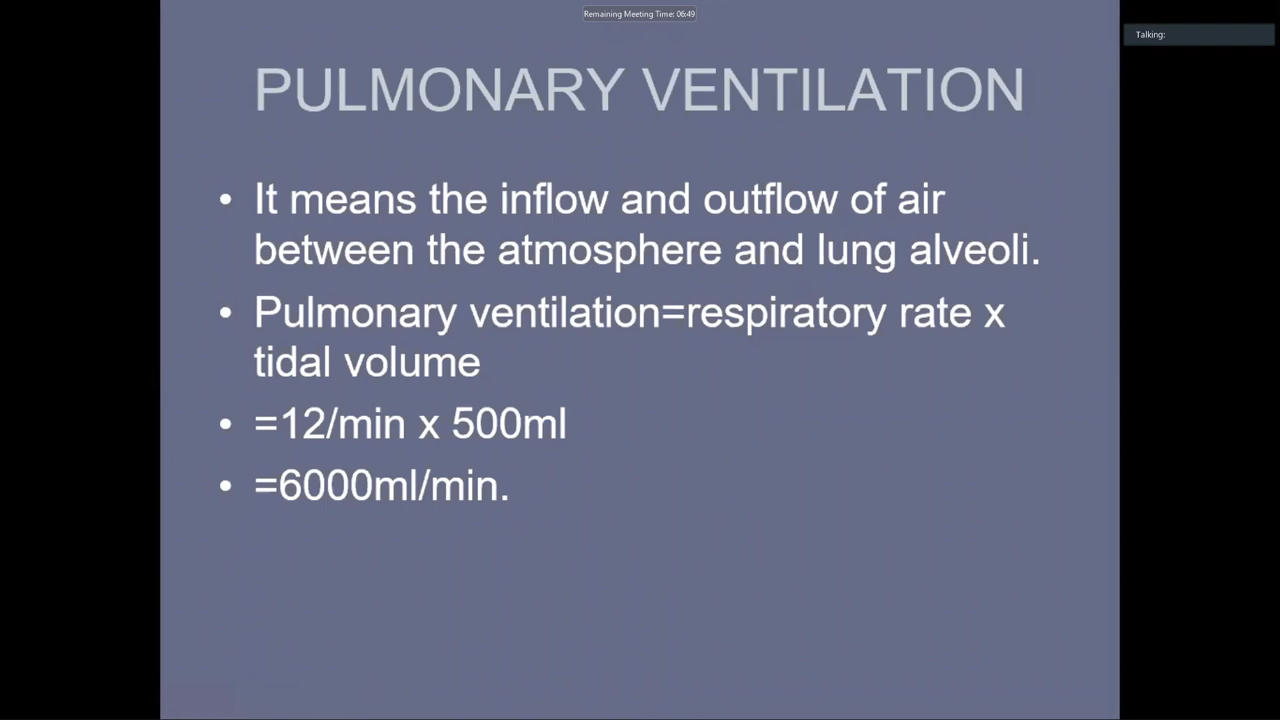 Remaining Meeting Time: 06:49
Talking:
PULMONARY VENTILATION
• It means the inflow and outflow of air
between the atmosphere and lung alveoli.
• Pulmonary ventilation=respiratory rate x
tidal volume
• =12/min x 500ml
• =6000ml/min.